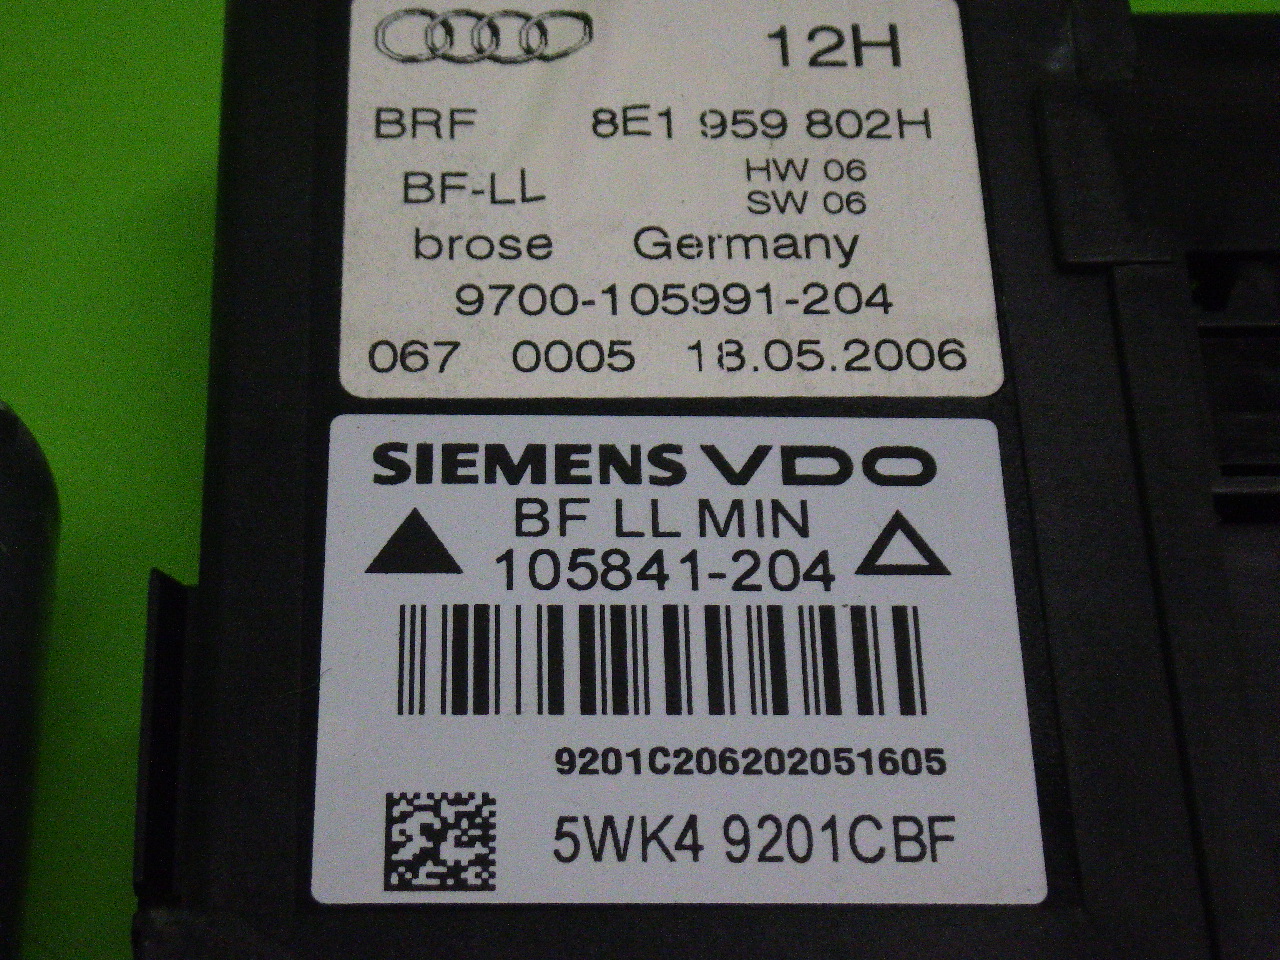 12H
BRF 8E1 959 802H
BF-LL HW 06
SW 06
brose Germany
9700-105991-204
067 0005 18.05.2006
SIEMENS VDO
BF LL MIN
105841-204
9201C206202051605
5WK4 9201CBF